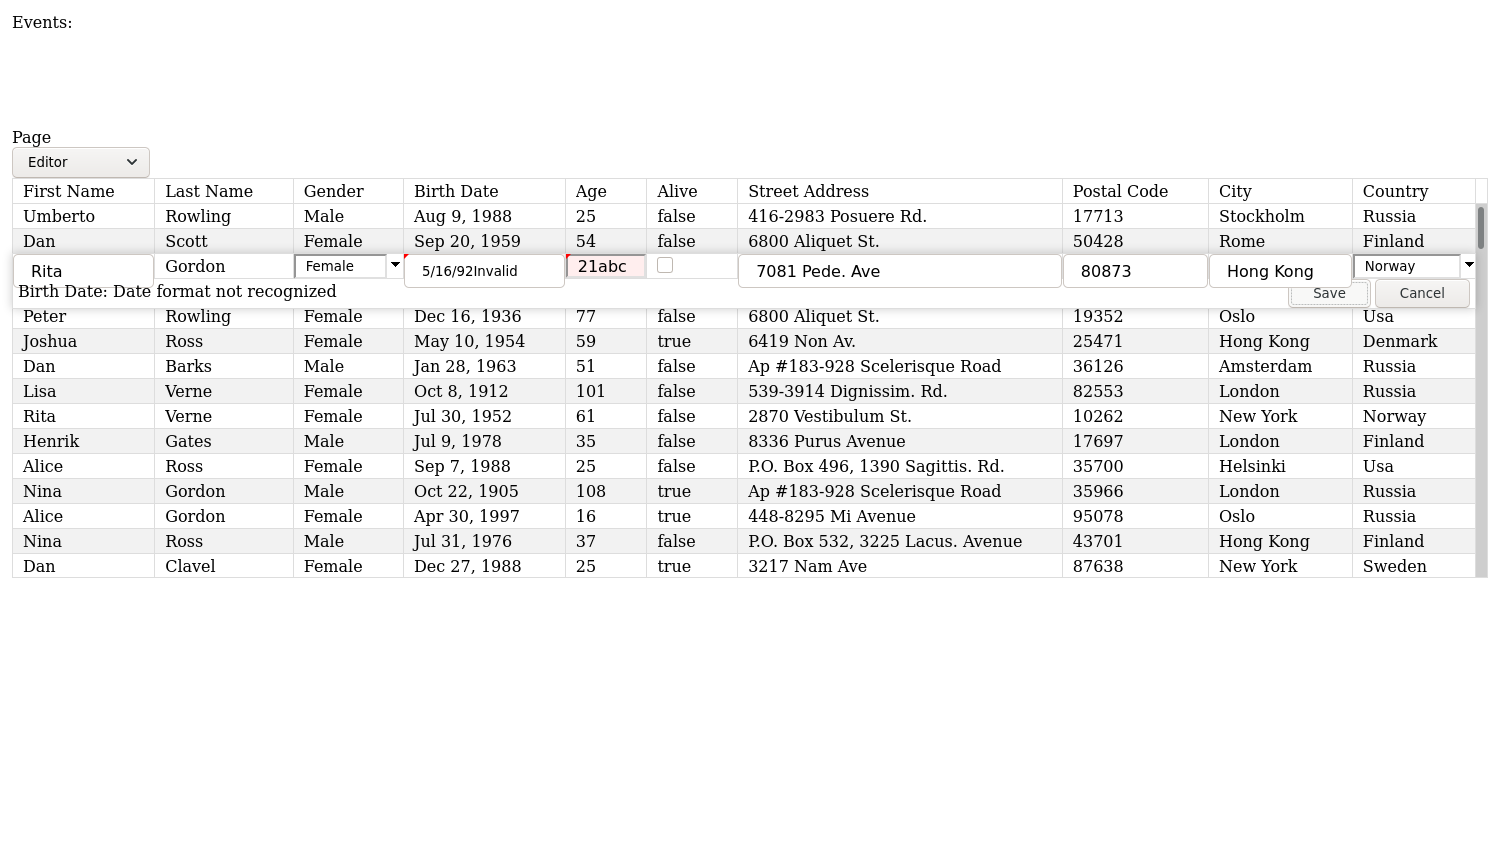 Events:
Page
Editor
First Name Last Name Gender Birth Date Age Alive Street Address Postal Code City Country
Umberto Rowling Male Aug 9, 1988 25 false 416-2983 Posuere Rd. 17713 Stockholm Russia
Dan Scott Female Sep 20, 1959 54 false 6800 Aliquet St. 50428 Rome Finland
Rita Gordon Female 5/16/92Invalid 21abc 7081 Pede. Ave 80873 Hong Kong Norway
Birth Date: Date format not recognized Save Cancel
Peter Rowling Female Dec 16, 1936 77 false 6800 Aliquet St. 19352 Oslo Usa
Joshua Ross Female May 10, 1954 59 true 6419 Non Av. 25471 Hong Kong Denmark
Dan Barks Male Jan 28, 1963 51 false Ap #183-928 Scelerisque Road 36126 Amsterdam Russia
Lisa Verne Female Oct 8, 1912 101 false 539-3914 Dignissim. Rd. 82553 London Russia
Rita Verne Female Jul 30, 1952 61 false 2870 Vestibulum St. 10262 New York Norway
Henrik Gates Male Jul 9, 1978 35 false 8336 Purus Avenue 17697 London Finland
Alice Ross Female Sep 7, 1988 25 false P.O. Box 496, 1390 Sagittis. Rd. 35700 Helsinki Usa
Nina Gordon Male Oct 22, 1905 108 true Ap #183-928 Scelerisque Road 35966 London Russia
Alice Gordon Female Apr 30, 1997 16 true 448-8295 Mi Avenue 95078 Oslo Russia
Nina Ross Male Jul 31, 1976 37 false P.O. Box 532, 3225 Lacus. Avenue 43701 Hong Kong Finland
Dan Clavel Female Dec 27, 1988 25 true 3217 Nam Ave 87638 New York Sweden